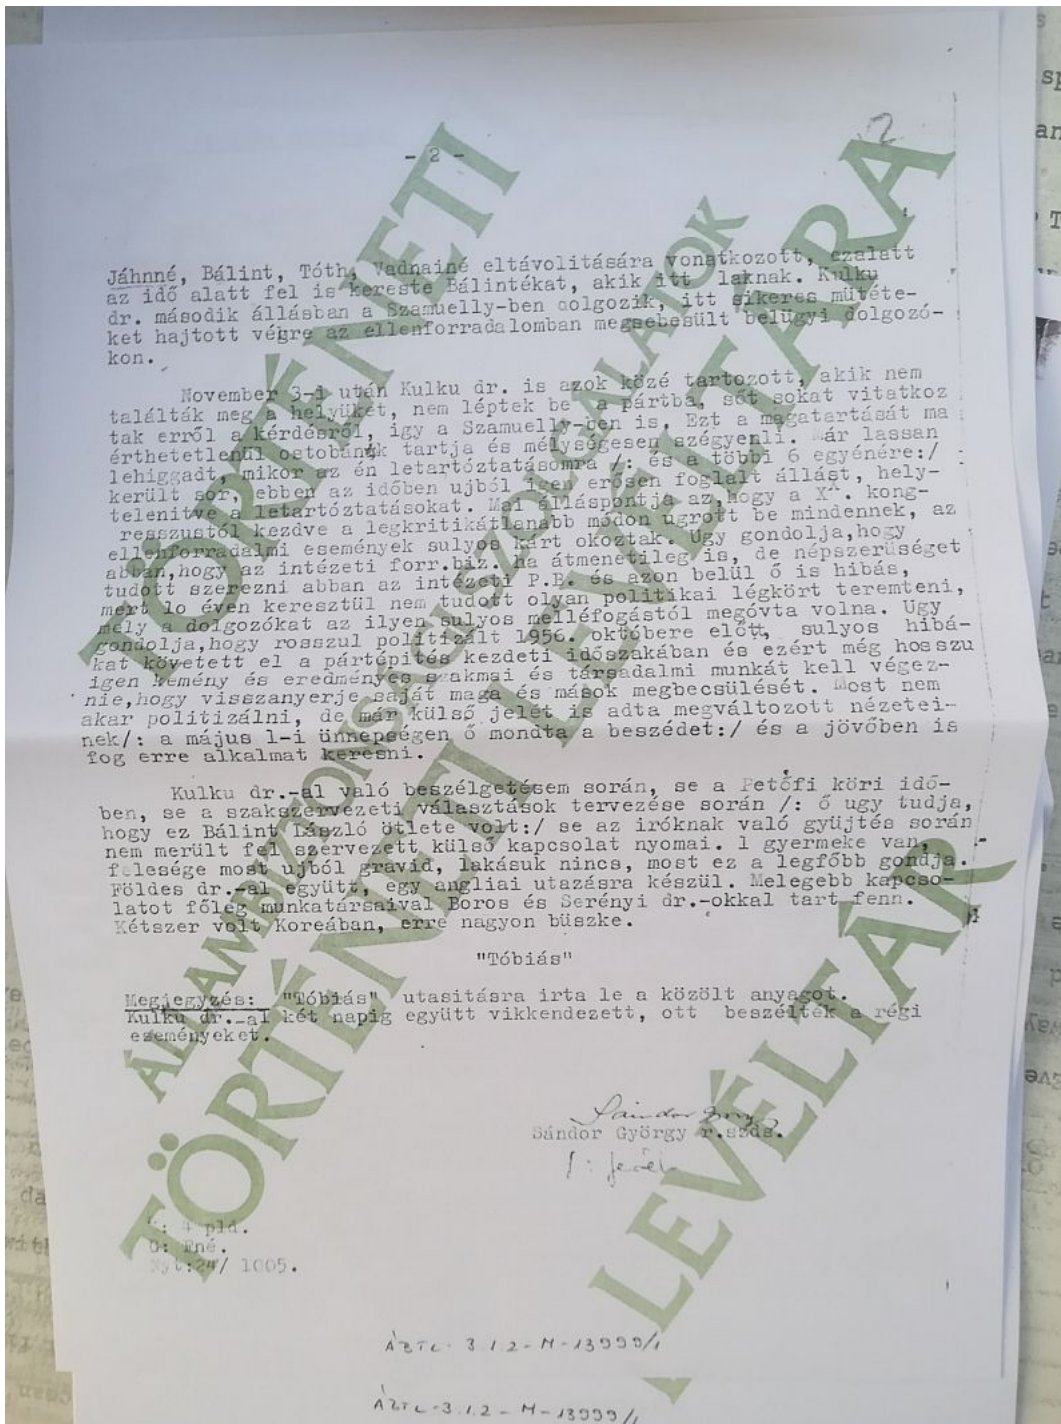 - 2 -
2
Jáhnné, Bálint, Tóth, Vadnainé eltávolitására vonatkozott, ezalatt
az idő alatt fel is kereste Bálintékat, akik itt laknak. Kulku
dr. második állásban a Szamuelly-ben dolgozik, itt sikeres mütéte-
ket hajtott végre az ellenforradalomban megsebesült belügyi dolgozó-
kon.
November 3-i után Kulku dr. is azok közé tartozott, akik nem
találták meg a helyüket, nem léptek be a pártba, sőt sokat vitatkoz
tak erről a kérdésről, igy a Szamuelly-ben is. Ezt a magatartását ma
érthetetlenül ostobának tartja és mélységesen szégyenli. Már lassan
lehiggadt, mikor az én letartóztatásomra /: és a többi 6 egyénére:/
került sor, ebben az időben ujból igen erősen foglalt állást, hely-
telenitve a letartóztatásokat. Mai álláspontja az,hogy a XX. kong-
resszustól kezdve a legkritikátlanabb módon ugrott be mindennek, az
ellenforradalmi események sulyos kárt okoztak. Ugy gondolja,hogy
abban,hogy az intézeti forr.biz. ha átmenetileg is, de népszerüséget
tudott szerezni abban az intézeti P.B. és azon belül ő is hibás,
mert lo éven keresztül nem tudott olyan politikai légkört teremteni,
mely a dolgozókat az ilyen sulyos melléfogástól megóvta volna. Ugy
gondolja,hogy rosszul politizált 1956. októbere előtt, sulyos hibá-
kat követett el a pártépités kezdeti időszakában és ezért még hosszu
igen kemény és eredményes szakmai és társadalmi munkát kell végez-
nie,hogy visszanyerje saját maga és mások megbecsülését. Most nem
akar politizálni, de már külső jelét is adta megváltozott nézetei-
nek/: a május 1-i ünnepségen ő mondta a beszédet:/ és a jövőben is
fog erre alkalmat keresni.
Kulku dr.-al való beszélgetésem során, se a Petőfi köri idő-
ben, se a szakszervezeti választások tervezése során /: ő ugy tudja,
hogy ez Bálint László ötlete volt:/ se az iróknak való gyüjtés során
nem merült fel szervezett külső kapcsolat nyomai. 1 gyermeke van,
felesége most ujból gravid, lakásuk nincs, most ez a legfőbb gondja.
Földes dr.-al együtt, egy angliai utazásra készül. Melegebb kapcso-
latot főleg munkatársaival Boros és Serényi dr.-okkal tart fenn.
Kétszer volt Koreában, erre nagyon büszke.
"Tóbiás"
Megjegyzés: "Tóbiás" utasitásra irta le a közölt anyagot.
Kulku dr.-al két napig együtt vikkendezett, ott beszélték a régi
eseményeket.
Sándor György r.szds.
K: 4 pld.
G: Fné.
Nyt:24/ 1005.
ÁBTL-3.1.2-M-13999/1
ÁBTL-3.1.2-M-13999/1
TÖRTÉNETI
ÁLLAMBIZTONSÁGI SZOLGÁLATOK
TÖRTÉNETI LEVÉLTÁRA
LEVÉLTÁR